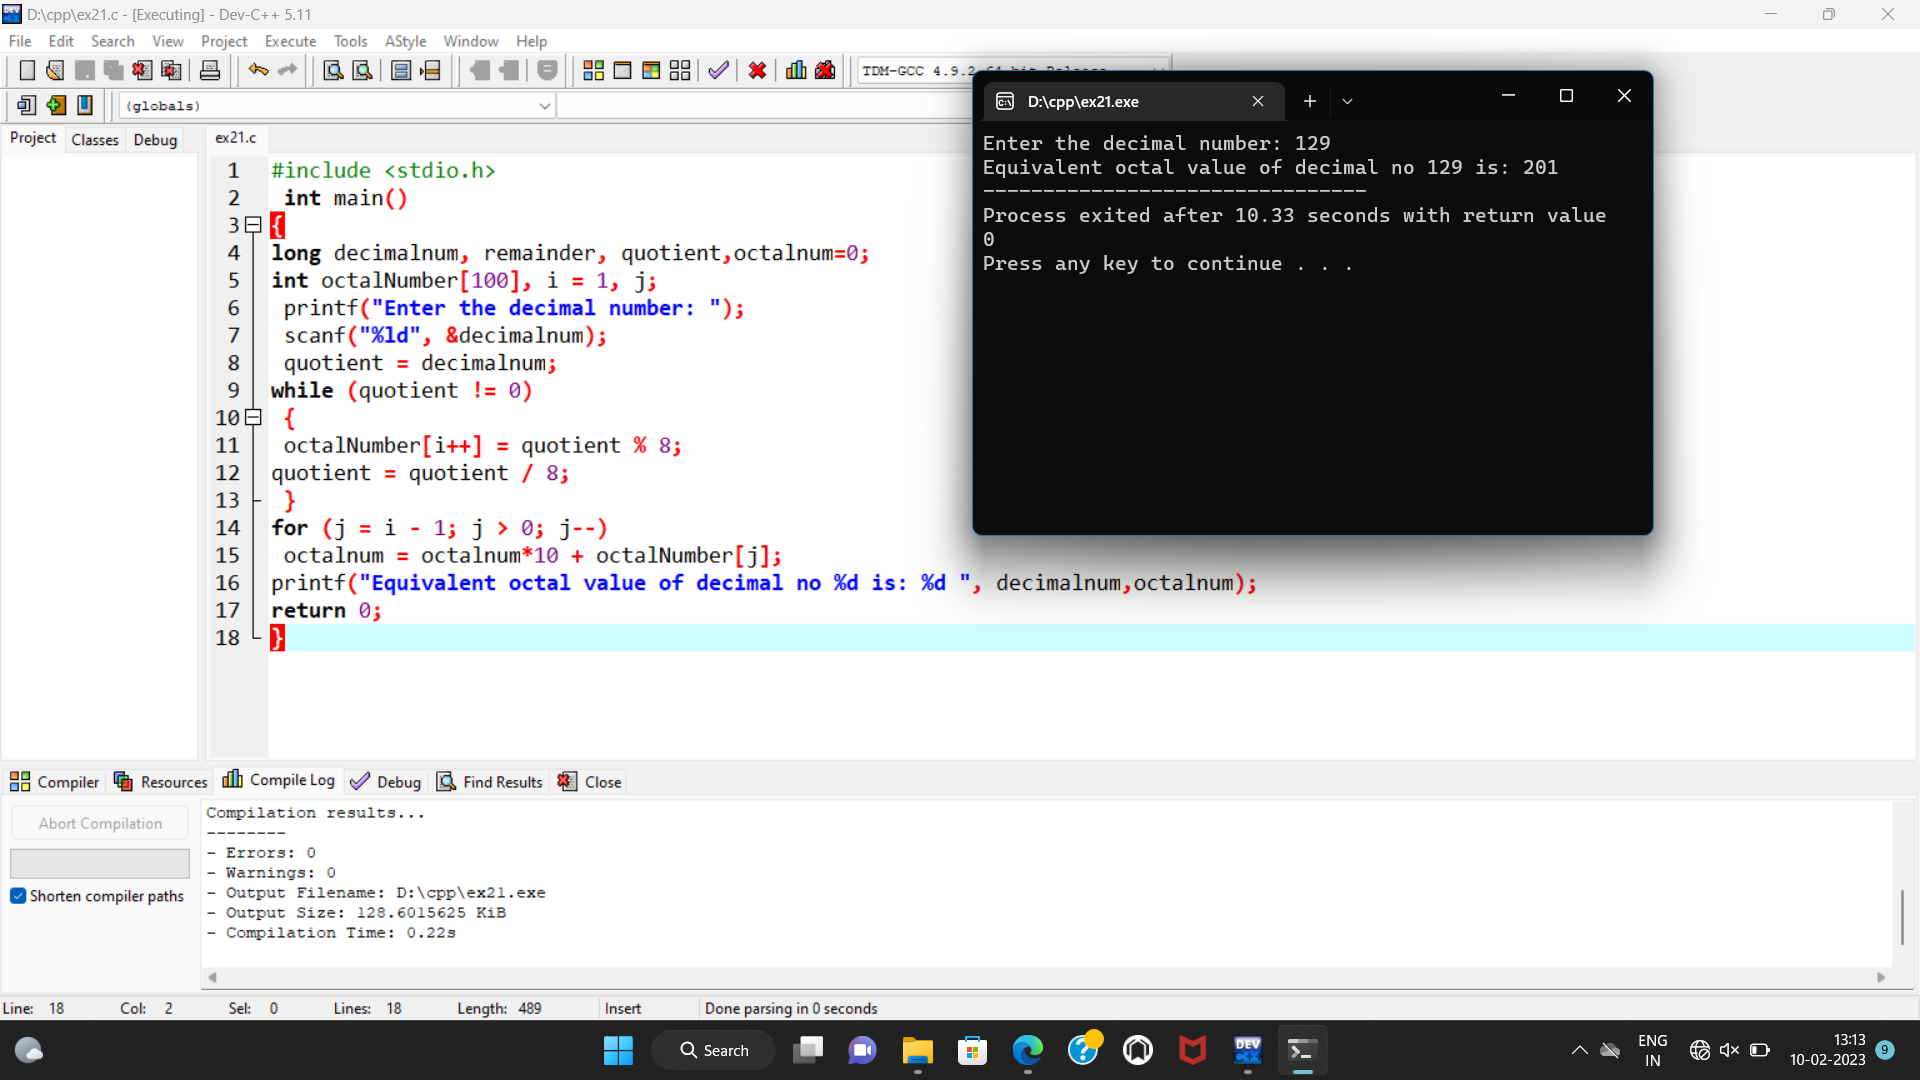 D:\cpp\ex21.c - [Executing] - Dev-C++ 5.11
File Edit Search View Project Execute Tools AStyle Window Help
TDM-GCC 4.9.2 64-bit Release
(globals)
Project Classes Debug
ex21.c
1 #include <stdio.h>
2 int main()
3 {
4 long decimalnum, remainder, quotient,octalnum=0;
5 int octalNumber[100], i = 1, j;
6 printf("Enter the decimal number: ");
7 scanf("%ld", &decimalnum);
8 quotient = decimalnum;
9 while (quotient != 0)
10 {
11 octalNumber[i++] = quotient % 8;
12 quotient = quotient / 8;
13 }
14 for (j = i - 1; j > 0; j--)
15 octalnum = octalnum*10 + octalNumber[j];
16 printf("Equivalent octal value of decimal no %d is: %d ", decimalnum,octalnum);
17 return 0;
18 }
D:\cpp\ex21.exe
Enter the decimal number: 129
Equivalent octal value of decimal no 129 is: 201
--------------------------------
Process exited after 10.33 seconds with return value
0
Press any key to continue . . .
Compiler Resources Compile Log Debug Find Results Close
Abort Compilation
Shorten compiler paths
Compilation results...
--------
- Errors: 0
- Warnings: 0
- Output Filename: D:\cpp\ex21.exe
- Output Size: 128.6015625 KiB
- Compilation Time: 0.22s
Line: 18 Col: 2 Sel: 0 Lines: 18 Length: 489 Insert Done parsing in 0 seconds
Search
DEV
C++
ENG
IN
13:13
10-02-2023
9